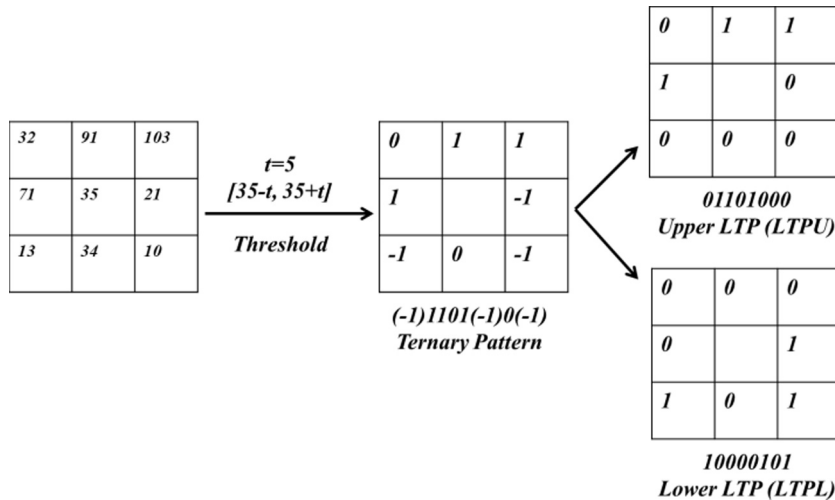 32 91 103
71 35 21
13 34 10
t=5
[35-t, 35+t]
Threshold
0 1 1
1 -1
-1 0 -1
(-1)1101(-1)0(-1)
Ternary Pattern
0 1 1
1 0
0 0 0
01101000
Upper LTP (LTPU)
0 0 0
0 1
1 0 1
10000101
Lower LTP (LTPL)